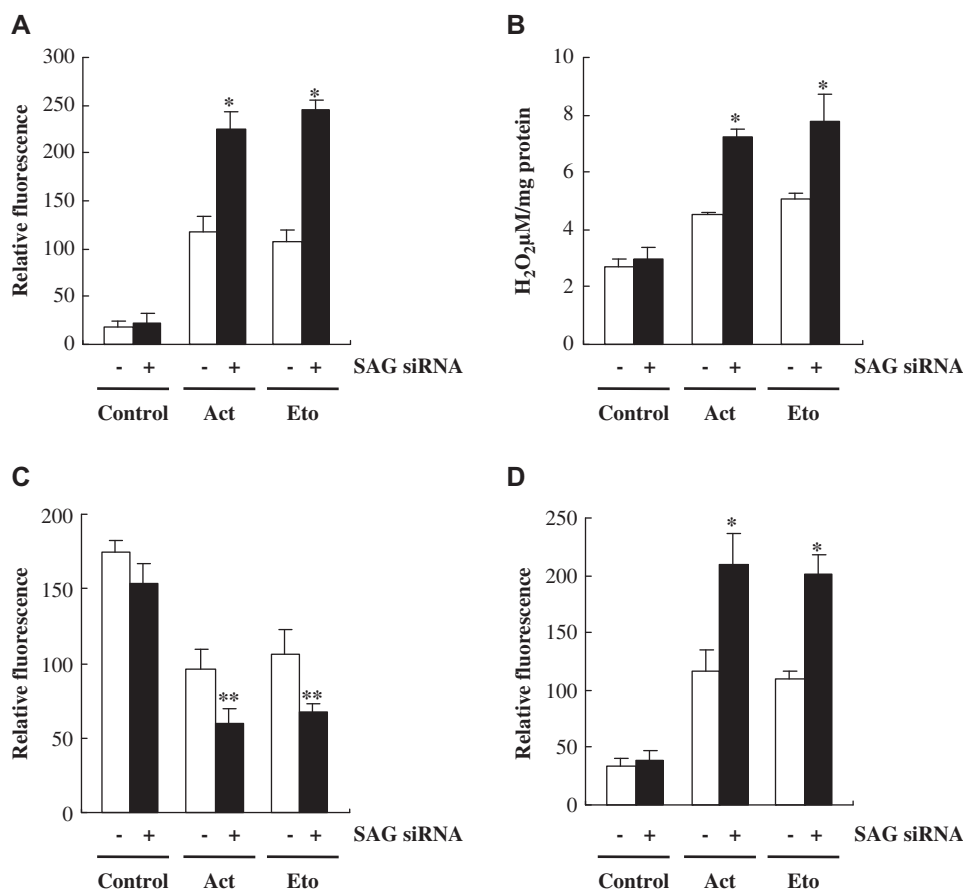 A
300
250
200
150
100
50
0
Relative fluorescence
* *
- + - + - + SAG siRNA
Control Act Eto
B
10
8
6
4
2
0
H₂O₂μM/mg protein
* *
- + - + - + SAG siRNA
Control Act Eto
C
200
150
100
50
0
Relative fluorescence
** **
- + - + - + SAG siRNA
Control Act Eto
D
250
200
150
100
50
0
Relative fluorescence
* *
- + - + - + SAG siRNA
Control Act Eto